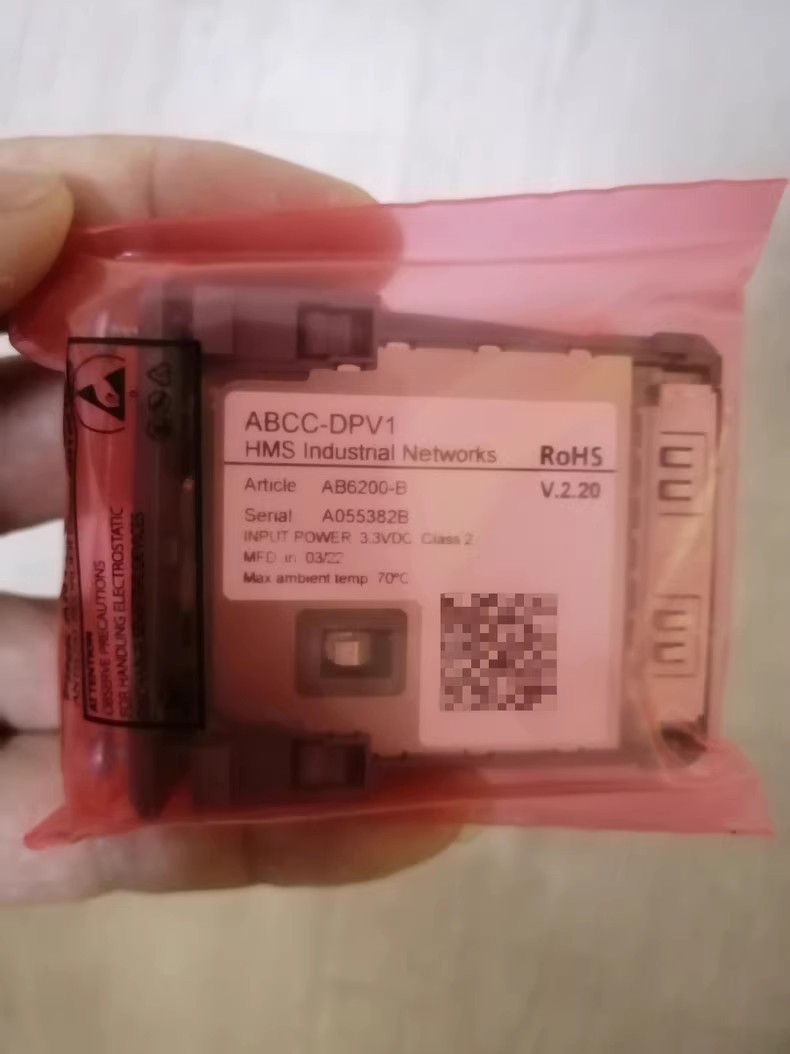 ABCC-DPV1
HMS Industrial Networks
RoHS
Article AB6200-B
V.2.20
Serial A055382B
INPUT POWER 3.3VDC Class 2
MFD in 03/22
Max ambient temp 70°C
ATTENTION
OBSERVE PRECAUTIONS
FOR HANDLING ELECTROSTATIC